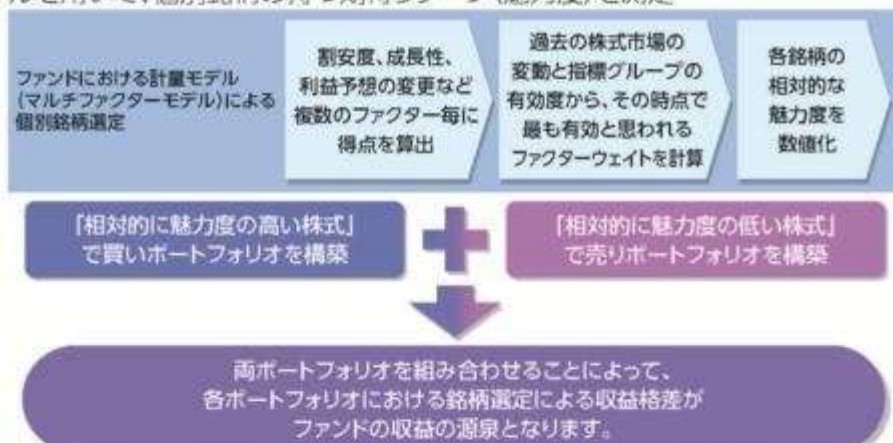 ファンドにおける計量モデル
(マルチファクターモデル)による
個別銘柄選定
割安度、成長性、
利益予想の変更など
複数のファクター毎に
得点を算出
過去の株式市場の
変動と指標グループの
有効度から、その時点で
最も有効と思われる
ファクターウェイトを計算
各銘柄の
相対的な
魅力度を
数値化
「相対的に魅力度の高い株式」
で買いポートフォリオを構築
「相対的に魅力度の低い株式」
で売りポートフォリオを構築
両ポートフォリオを組み合わせることによって、
各ポートフォリオにおける銘柄選定による収益格差が
ファンドの収益の源泉となります。